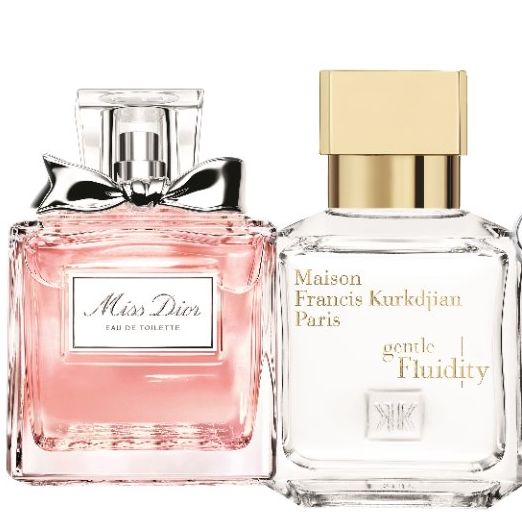 Miss Dior
EAU DE TOILETTE
Maison
Francis Kurkdjian
Paris
gentle
Fluidity